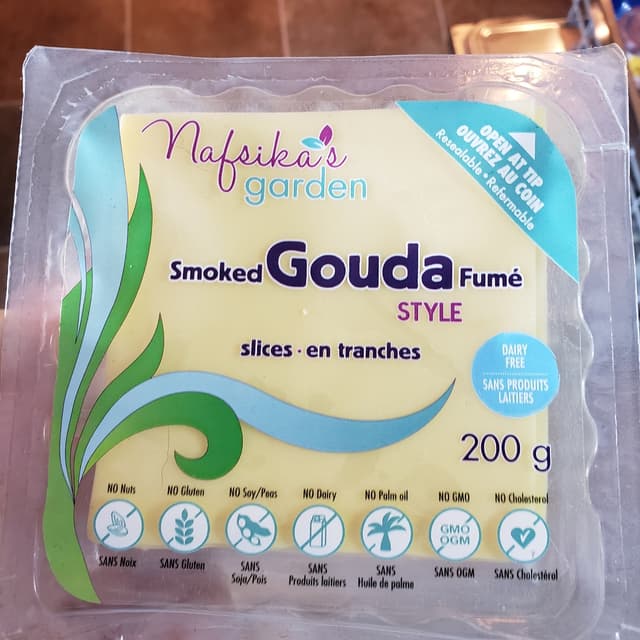 Nafsika's
garden
OPEN AT TIP
OUVREZ AU COIN
Resealable • Refermable
Smoked Gouda Fumé
STYLE
slices · en tranches
DAIRY
FREE
SANS PRODUITS
LAITIERS
200 g
NO Nuts
NO Gluten
NO Soy/Peas
NO Dairy
NO Palm oil
NO GMO
NO Cholesterol
GMO
OGM
SANS Noix
SANS Gluten
SANS
Soja/Pois
SANS
Produits laitiers
SANS
Huile de palme
SANS OGM
SANS Cholestérol